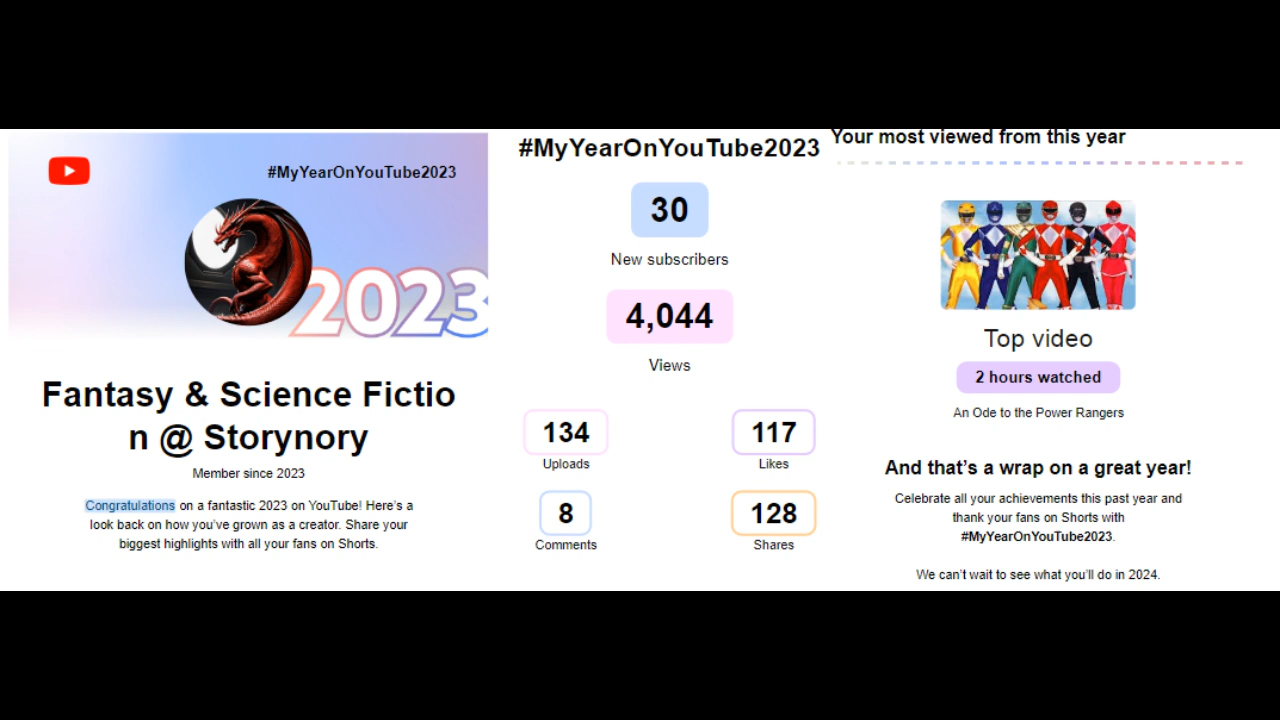 #MyYearOnYouTube2023
2023
Fantasy & Science Fictio
n @ Storynory
Member since 2023
Congratulations on a fantastic 2023 on YouTube! Here's a
look back on how you've grown as a creator. Share your
biggest highlights with all your fans on Shorts.
#MyYearOnYouTube2023
30
New subscribers
4,044
Views
134
Uploads
117
Likes
8
Comments
128
Shares
Your most viewed from this year
Top video
2 hours watched
An Ode to the Power Rangers
And that's a wrap on a great year!
Celebrate all your achievements this past year and
thank your fans on Shorts with
#MyYearOnYouTube2023.
We can't wait to see what you'll do in 2024.